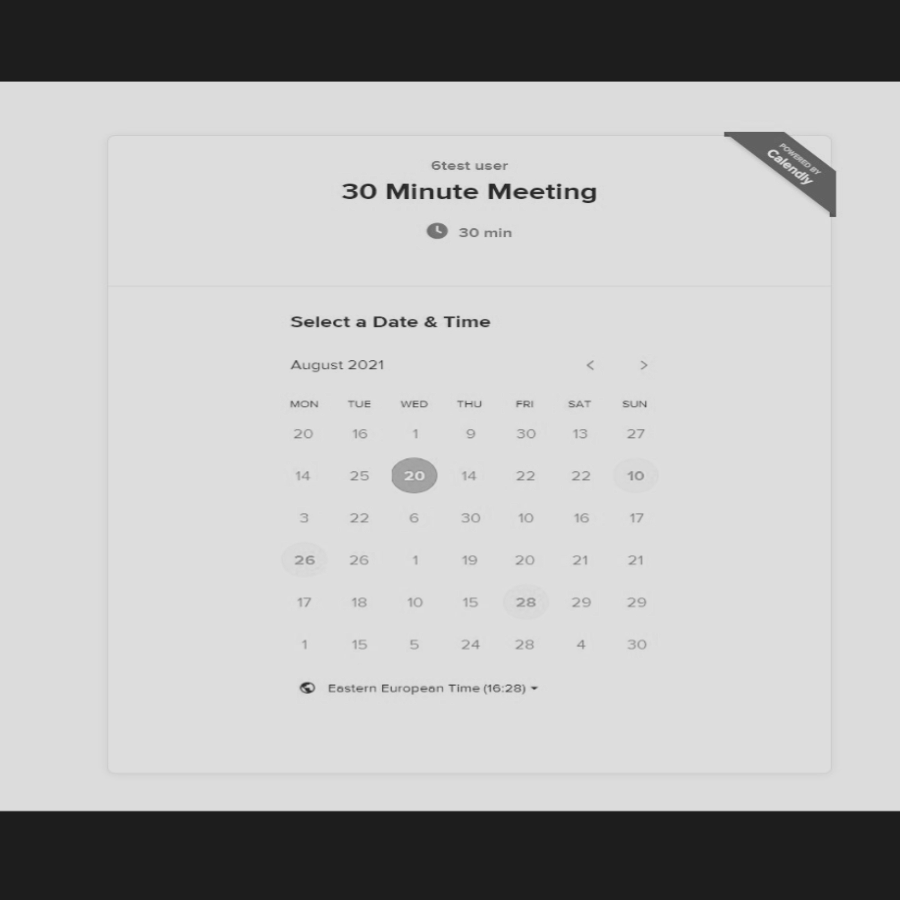 POWERED BY
Calendly
6test user
30 Minute Meeting
30 min
Select a Date & Time
August 2021 < >
MON TUE WED THU FRI SAT SUN
20 16 1 9 30 13 27
14 25 20 14 22 22 10
3 22 6 30 10 16 17
26 26 1 19 20 21 21
17 18 10 15 28 29 29
1 15 5 24 28 4 30
Eastern European Time (16:28)